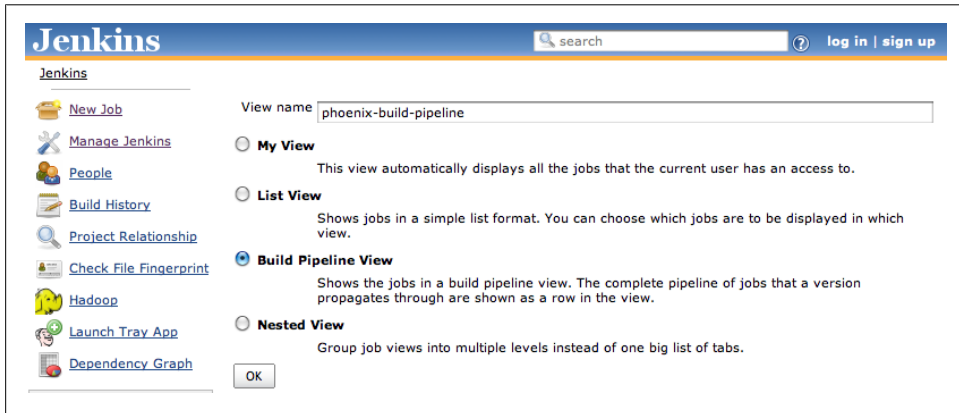 Jenkins
search
?
log in | sign up
Jenkins
New Job
Manage Jenkins
People
Build History
Project Relationship
Check File Fingerprint
Hadoop
Launch Tray App
Dependency Graph
View name phoenix-build-pipeline
My View
This view automatically displays all the jobs that the current user has an access to.
List View
Shows jobs in a simple list format. You can choose which jobs are to be displayed in which
view.
Build Pipeline View
Shows the jobs in a build pipeline view. The complete pipeline of jobs that a version
propagates through are shown as a row in the view.
Nested View
Group job views into multiple levels instead of one big list of tabs.
OK